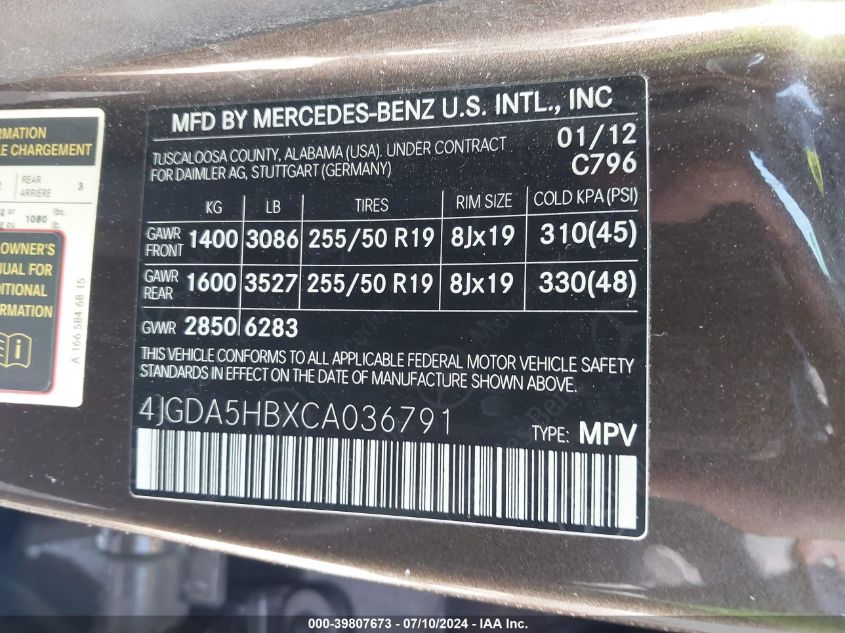 RMATION
LE CHARGEMENT
REAR
ARRIÈRE
3
1080 lbs.
lb
OWNER'S
NUAL FOR
DITIONAL
ORMATION
A 166 584 68 15
MFD BY MERCEDES-BENZ U.S. INTL., INC
TUSCALOOSA COUNTY, ALABAMA (USA). UNDER CONTRACT
FOR DAIMLER AG, STUTTGART (GERMANY)
01/12
C796
KG LB TIRES RIM SIZE COLD KPA (PSI)
GAWR FRONT 1400 3086 255/50 R19 8Jx19 310(45)
GAWR REAR 1600 3527 255/50 R19 8Jx19 330(48)
GVWR 2850 6283
THIS VEHICLE CONFORMS TO ALL APPLICABLE FEDERAL MOTOR VEHICLE SAFETY
STANDARDS IN EFFECT ON THE DATE OF MANUFACTURE SHOWN ABOVE.
4JGDA5HBXCA036791
TYPE: MPV
000-39807673 - 07/10/2024 - IAA Inc.